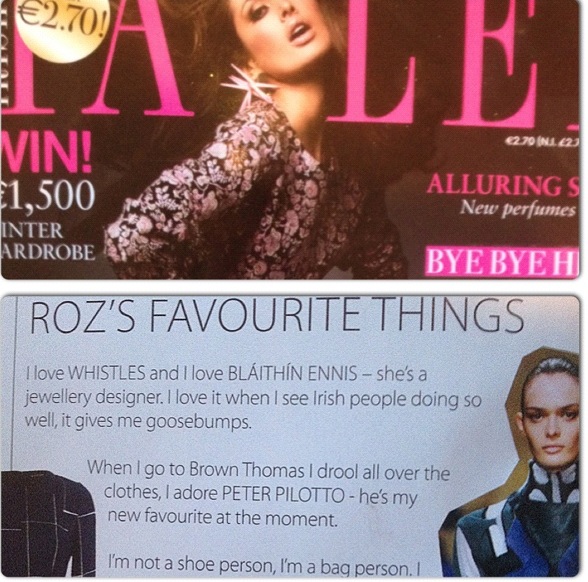 €2.70!
TALE
WIN!
€1,500
INTER
ARDROBE
€2.70 (N.I. £2.
ALLURING S
New perfumes
BYE BYE H
ROZ'S FAVOURITE THINGS
I love WHISTLES and I love BLÁITHÍN ENNIS – she's a
jewellery designer. I love it when I see Irish people doing so
well, it gives me goosebumps.
When I go to Brown Thomas I drool all over the
clothes, I adore PETER PILOTTO - he's my
new favourite at the moment.
I'm not a shoe person, I'm a bag person. I